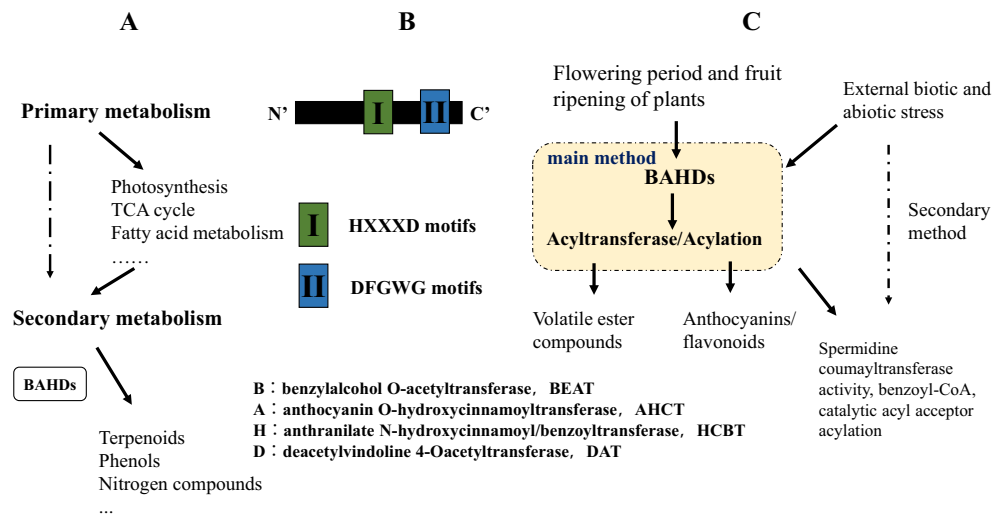 A
Primary metabolism
Photosynthesis
TCA cycle
Fatty acid metabolism
……
Secondary metabolism
BAHDs
Terpenoids
Phenols
Nitrogen compounds
...
B
N’ I II C’
I HXXXD motifs
II DFGWG motifs
B：benzylalcohol O-acetyltransferase，BEAT
A：anthocyanin O-hydroxycinnamoyltransferase，AHCT
H：anthranilate N-hydroxycinnamoyl/benzoyltransferase，HCBT
D：deacetylvindoline 4-Oacetyltransferase，DAT
C
Flowering period and fruit
ripening of plants
External biotic and
abiotic stress
main method
BAHDs
Acyltransferase/Acylation
Secondary
method
Volatile ester
compounds
Anthocyanins/
flavonoids
Spermidine
coumayltransferase
activity, benzoyl-CoA,
catalytic acyl acceptor
acylation